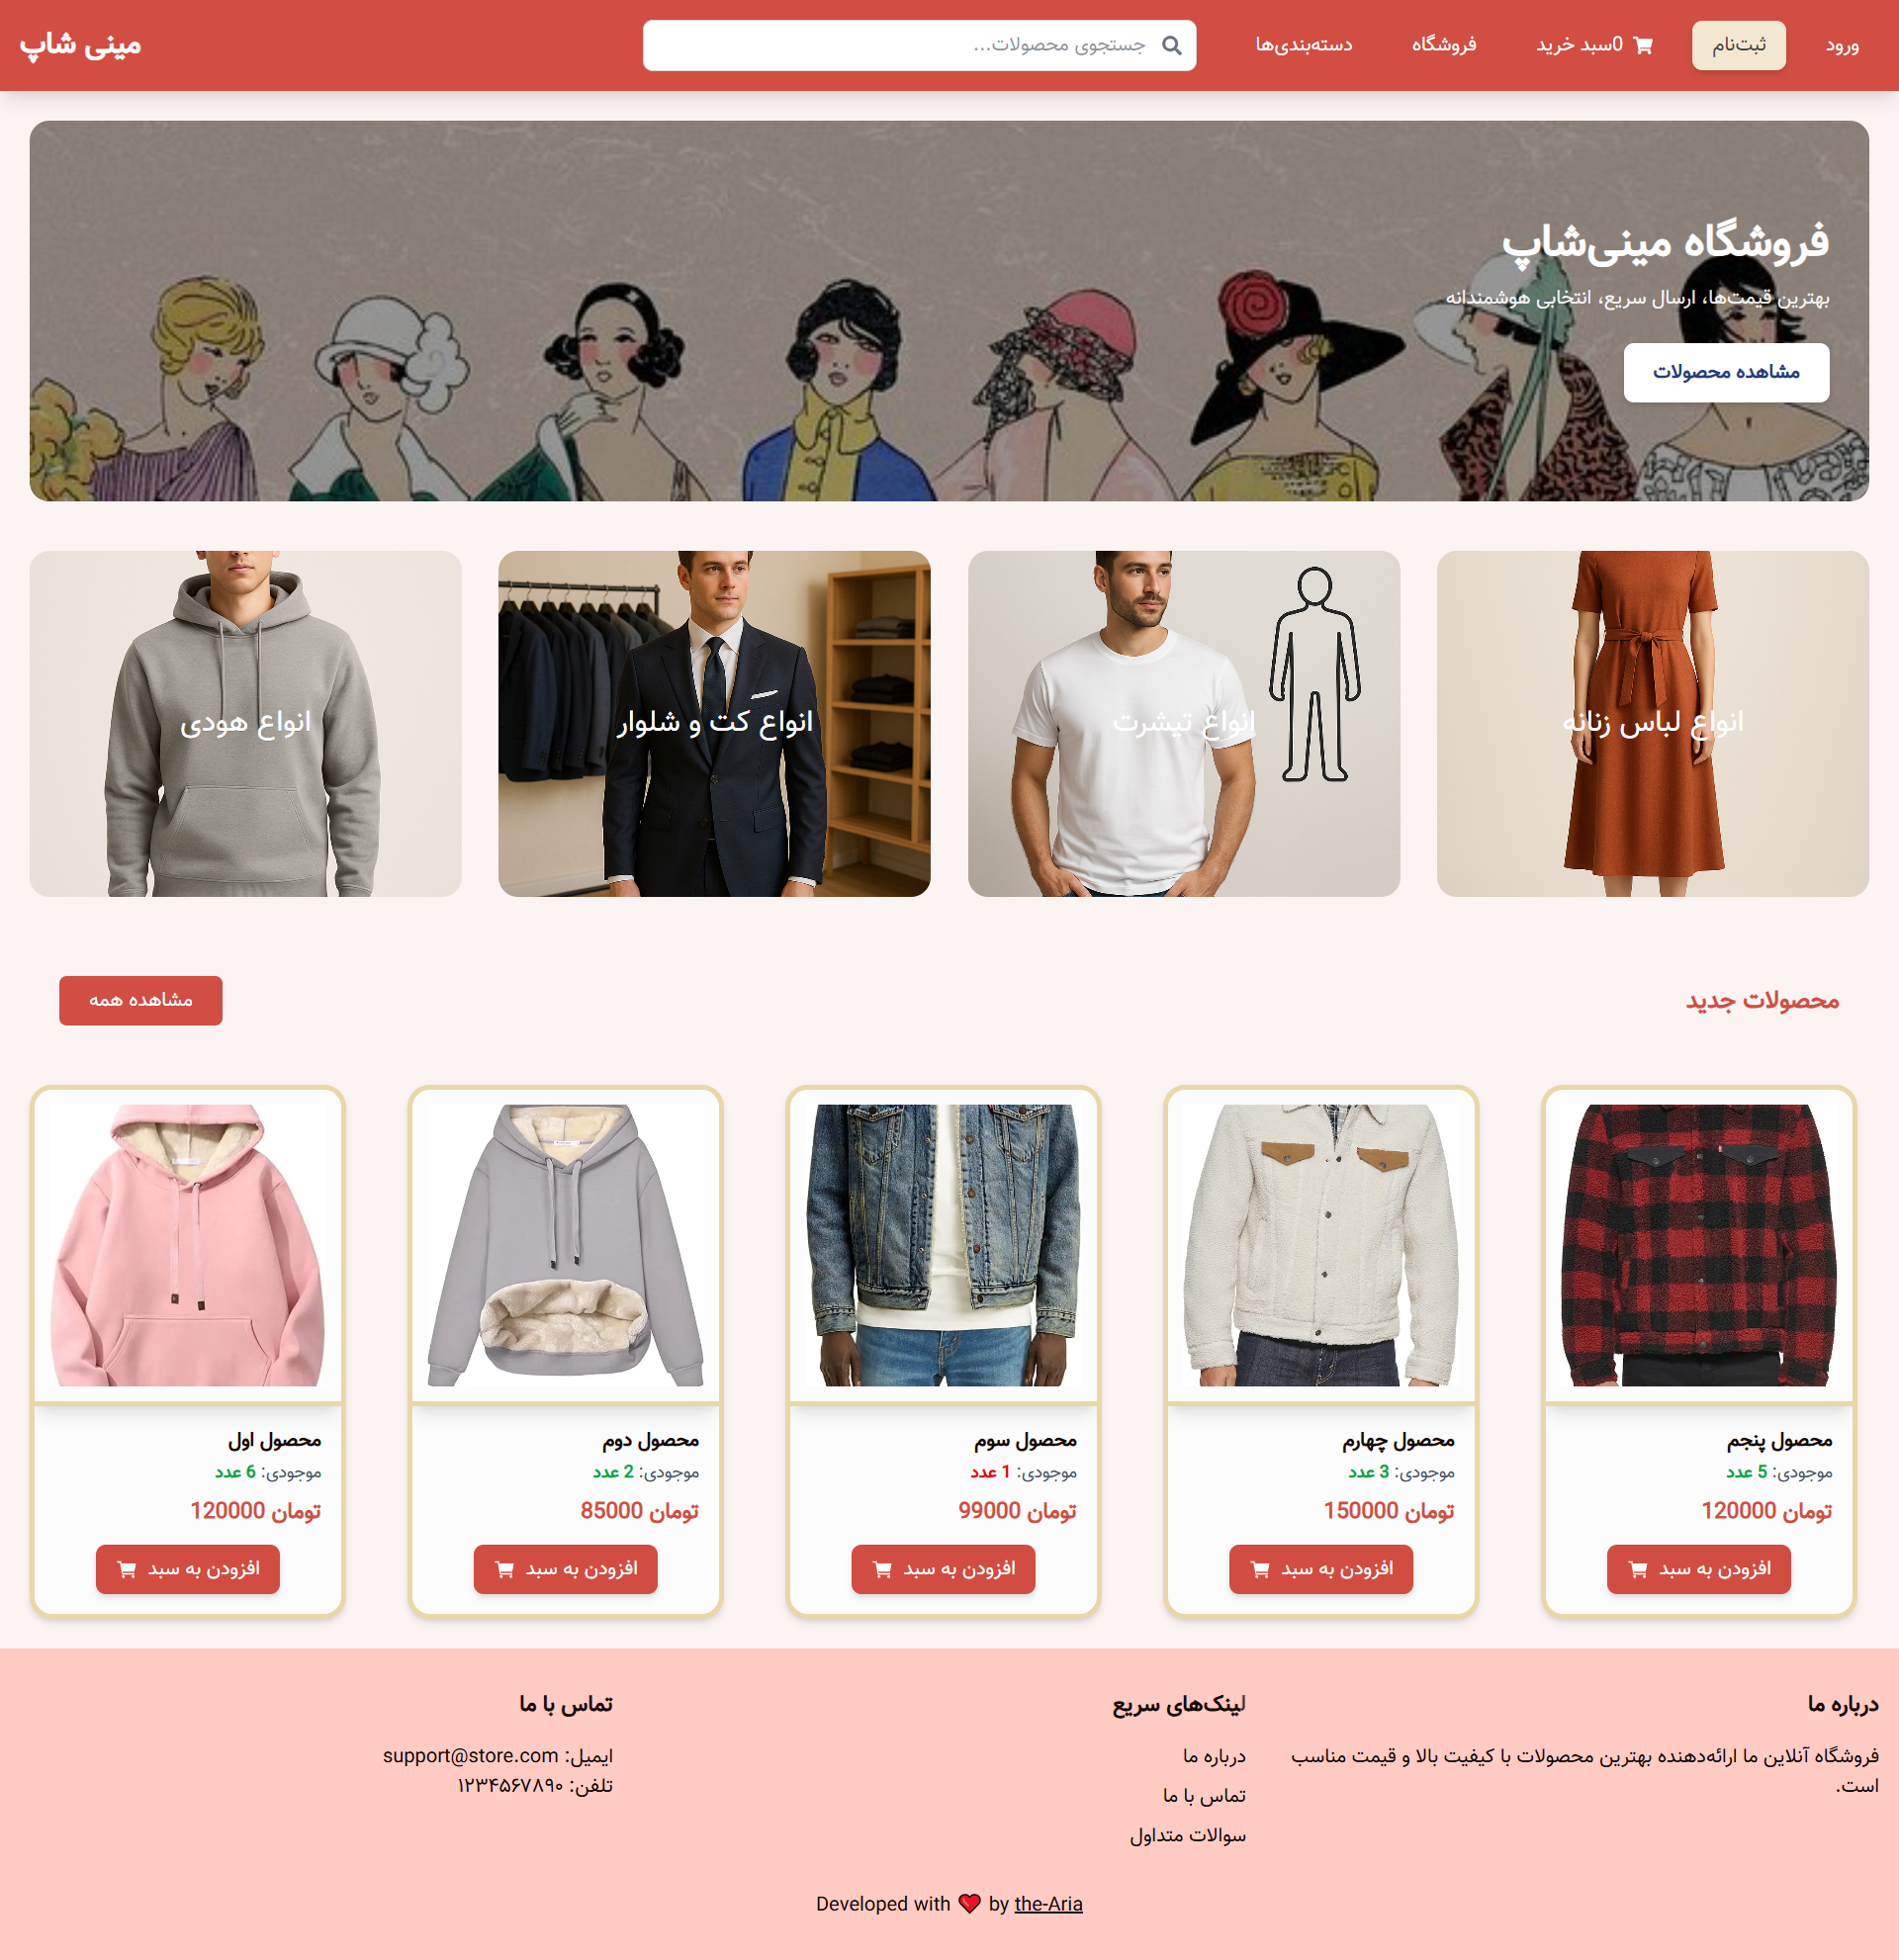 ورود
ثبت‌نام
0سبد خرید
فروشگاه
دسته‌بندی‌ها
جستجوی محصولات...
مینی شاپ
فروشگاه مینی‌شاپ
بهترین قیمت‌ها، ارسال سریع، انتخابی هوشمندانه
مشاهده محصولات
انواع لباس زنانه
انواع تیشرت
انواع کت و شلوار
انواع هودی
محصولات جدید
مشاهده همه
محصول پنجم
موجودی: 5 عدد
120000 تومان
افزودن به سبد
محصول چهارم
موجودی: 3 عدد
150000 تومان
افزودن به سبد
محصول سوم
موجودی: 1 عدد
99000 تومان
افزودن به سبد
محصول دوم
موجودی: 2 عدد
85000 تومان
افزودن به سبد
محصول اول
موجودی: 6 عدد
120000 تومان
افزودن به سبد
درباره ما
فروشگاه آنلاین ما ارائه‌دهنده بهترین محصولات با کیفیت بالا و قیمت مناسب
است.
لینک‌های سریع
درباره ما
تماس با ما
سوالات متداول
تماس با ما
ایمیل: support@store.com
تلفن: ۱۲۳۴۵۶۷۸۹۰
Developed with ❤️ by the-Aria